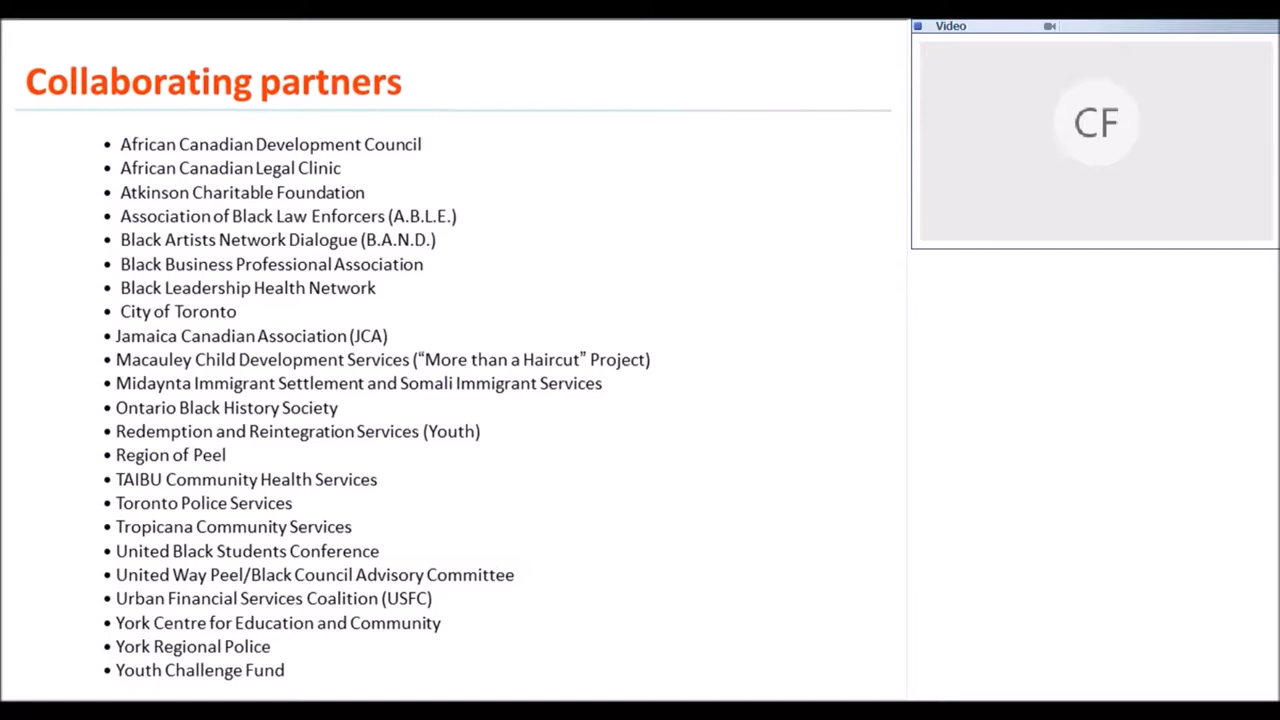 Collaborating partners
• African Canadian Development Council
• African Canadian Legal Clinic
• Atkinson Charitable Foundation
• Association of Black Law Enforcers (A.B.L.E.)
• Black Artists Network Dialogue (B.A.N.D.)
• Black Business Professional Association
• Black Leadership Health Network
• City of Toronto
• Jamaica Canadian Association (JCA)
• Macauley Child Development Services (“More than a Haircut” Project)
• Midaynta Immigrant Settlement and Somali Immigrant Services
• Ontario Black History Society
• Redemption and Reintegration Services (Youth)
• Region of Peel
• TAIBU Community Health Services
• Toronto Police Services
• Tropicana Community Services
• United Black Students Conference
• United Way Peel/Black Council Advisory Committee
• Urban Financial Services Coalition (USFC)
• York Centre for Education and Community
• York Regional Police
• Youth Challenge Fund
Video
CF